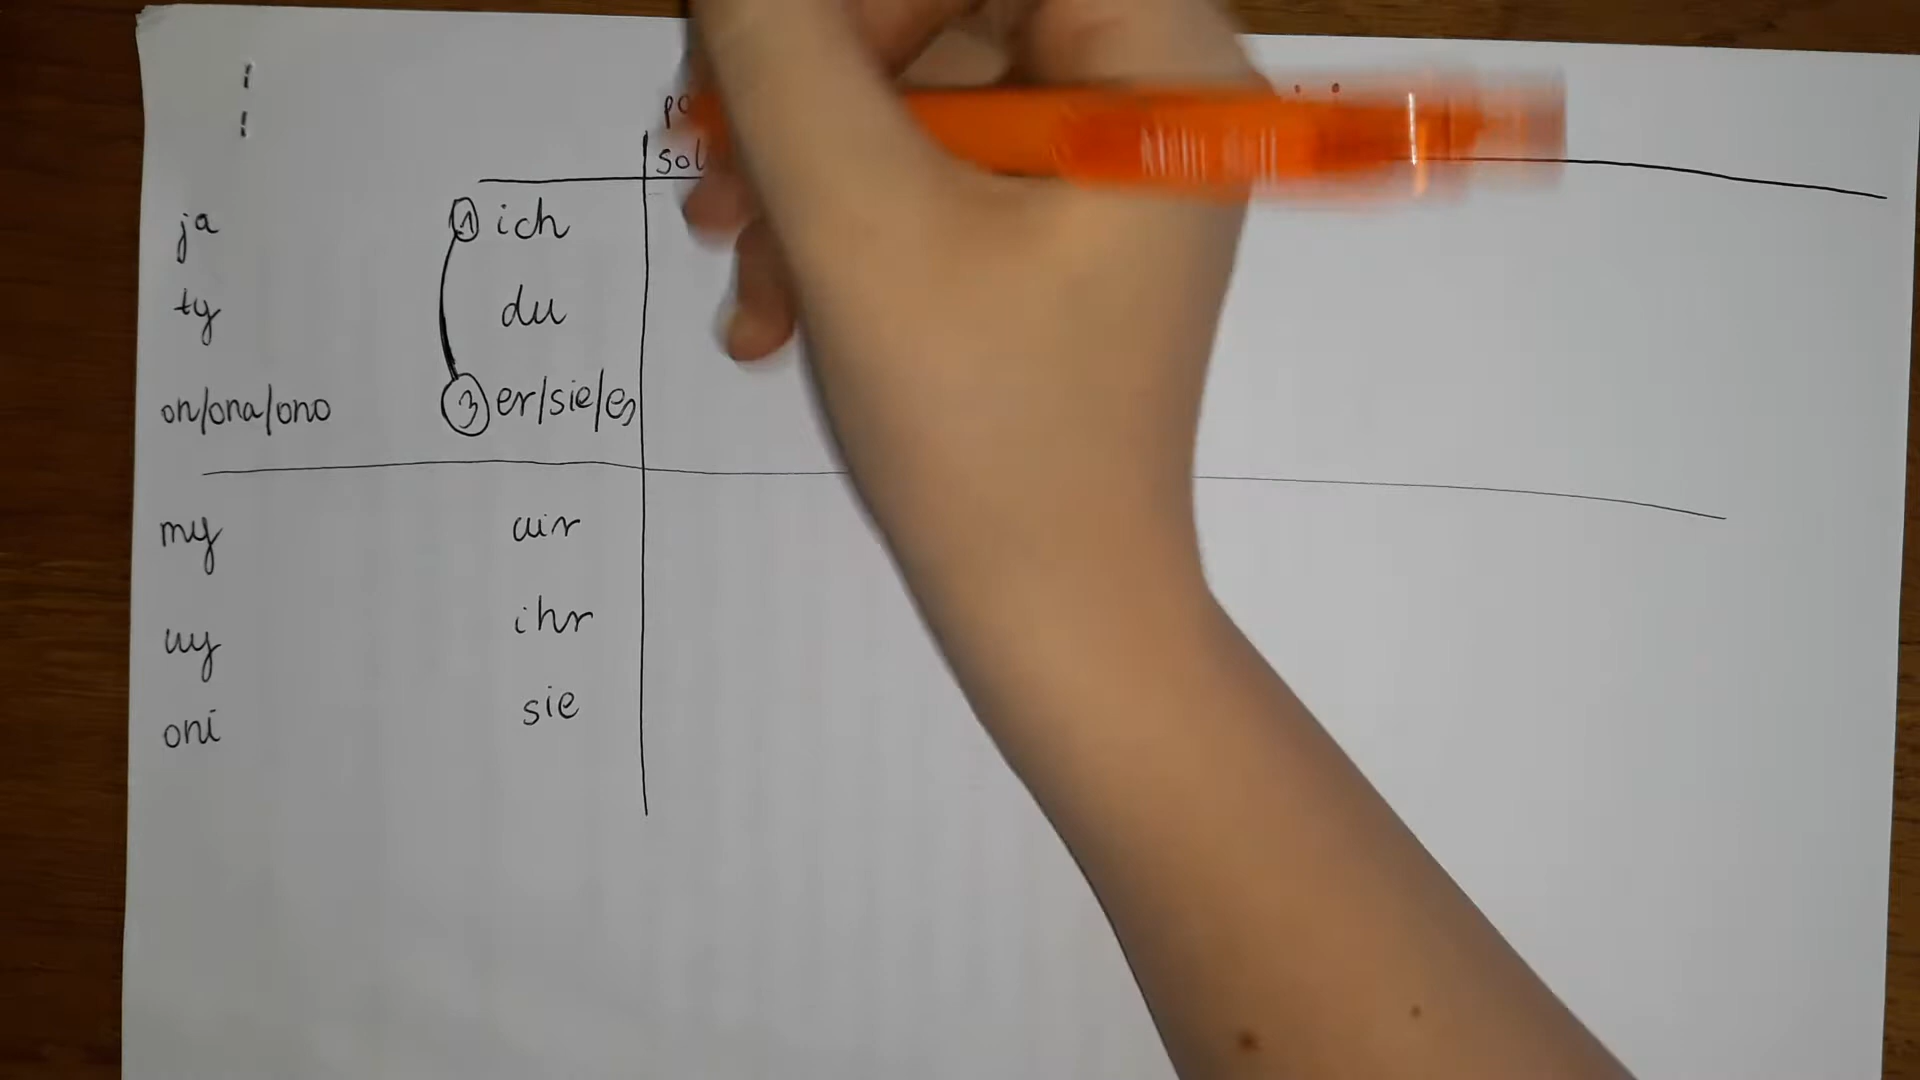 ja ich
ty du
on/ona/ono er/sie/es
my wir
wy ihr
oni sie